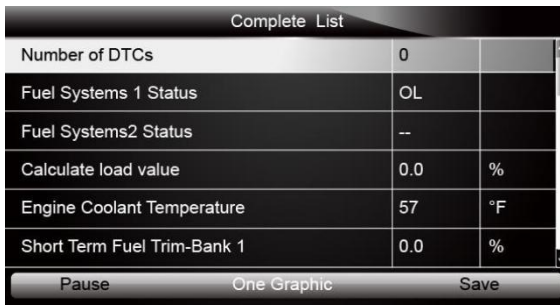 Complete List
Number of DTCs 0
Fuel Systems 1 Status OL
Fuel Systems2 Status --
Calculate load value 0.0 %
Engine Coolant Temperature 57 °F
Short Term Fuel Trim-Bank 1 0.0 %
Pause One Graphic Save